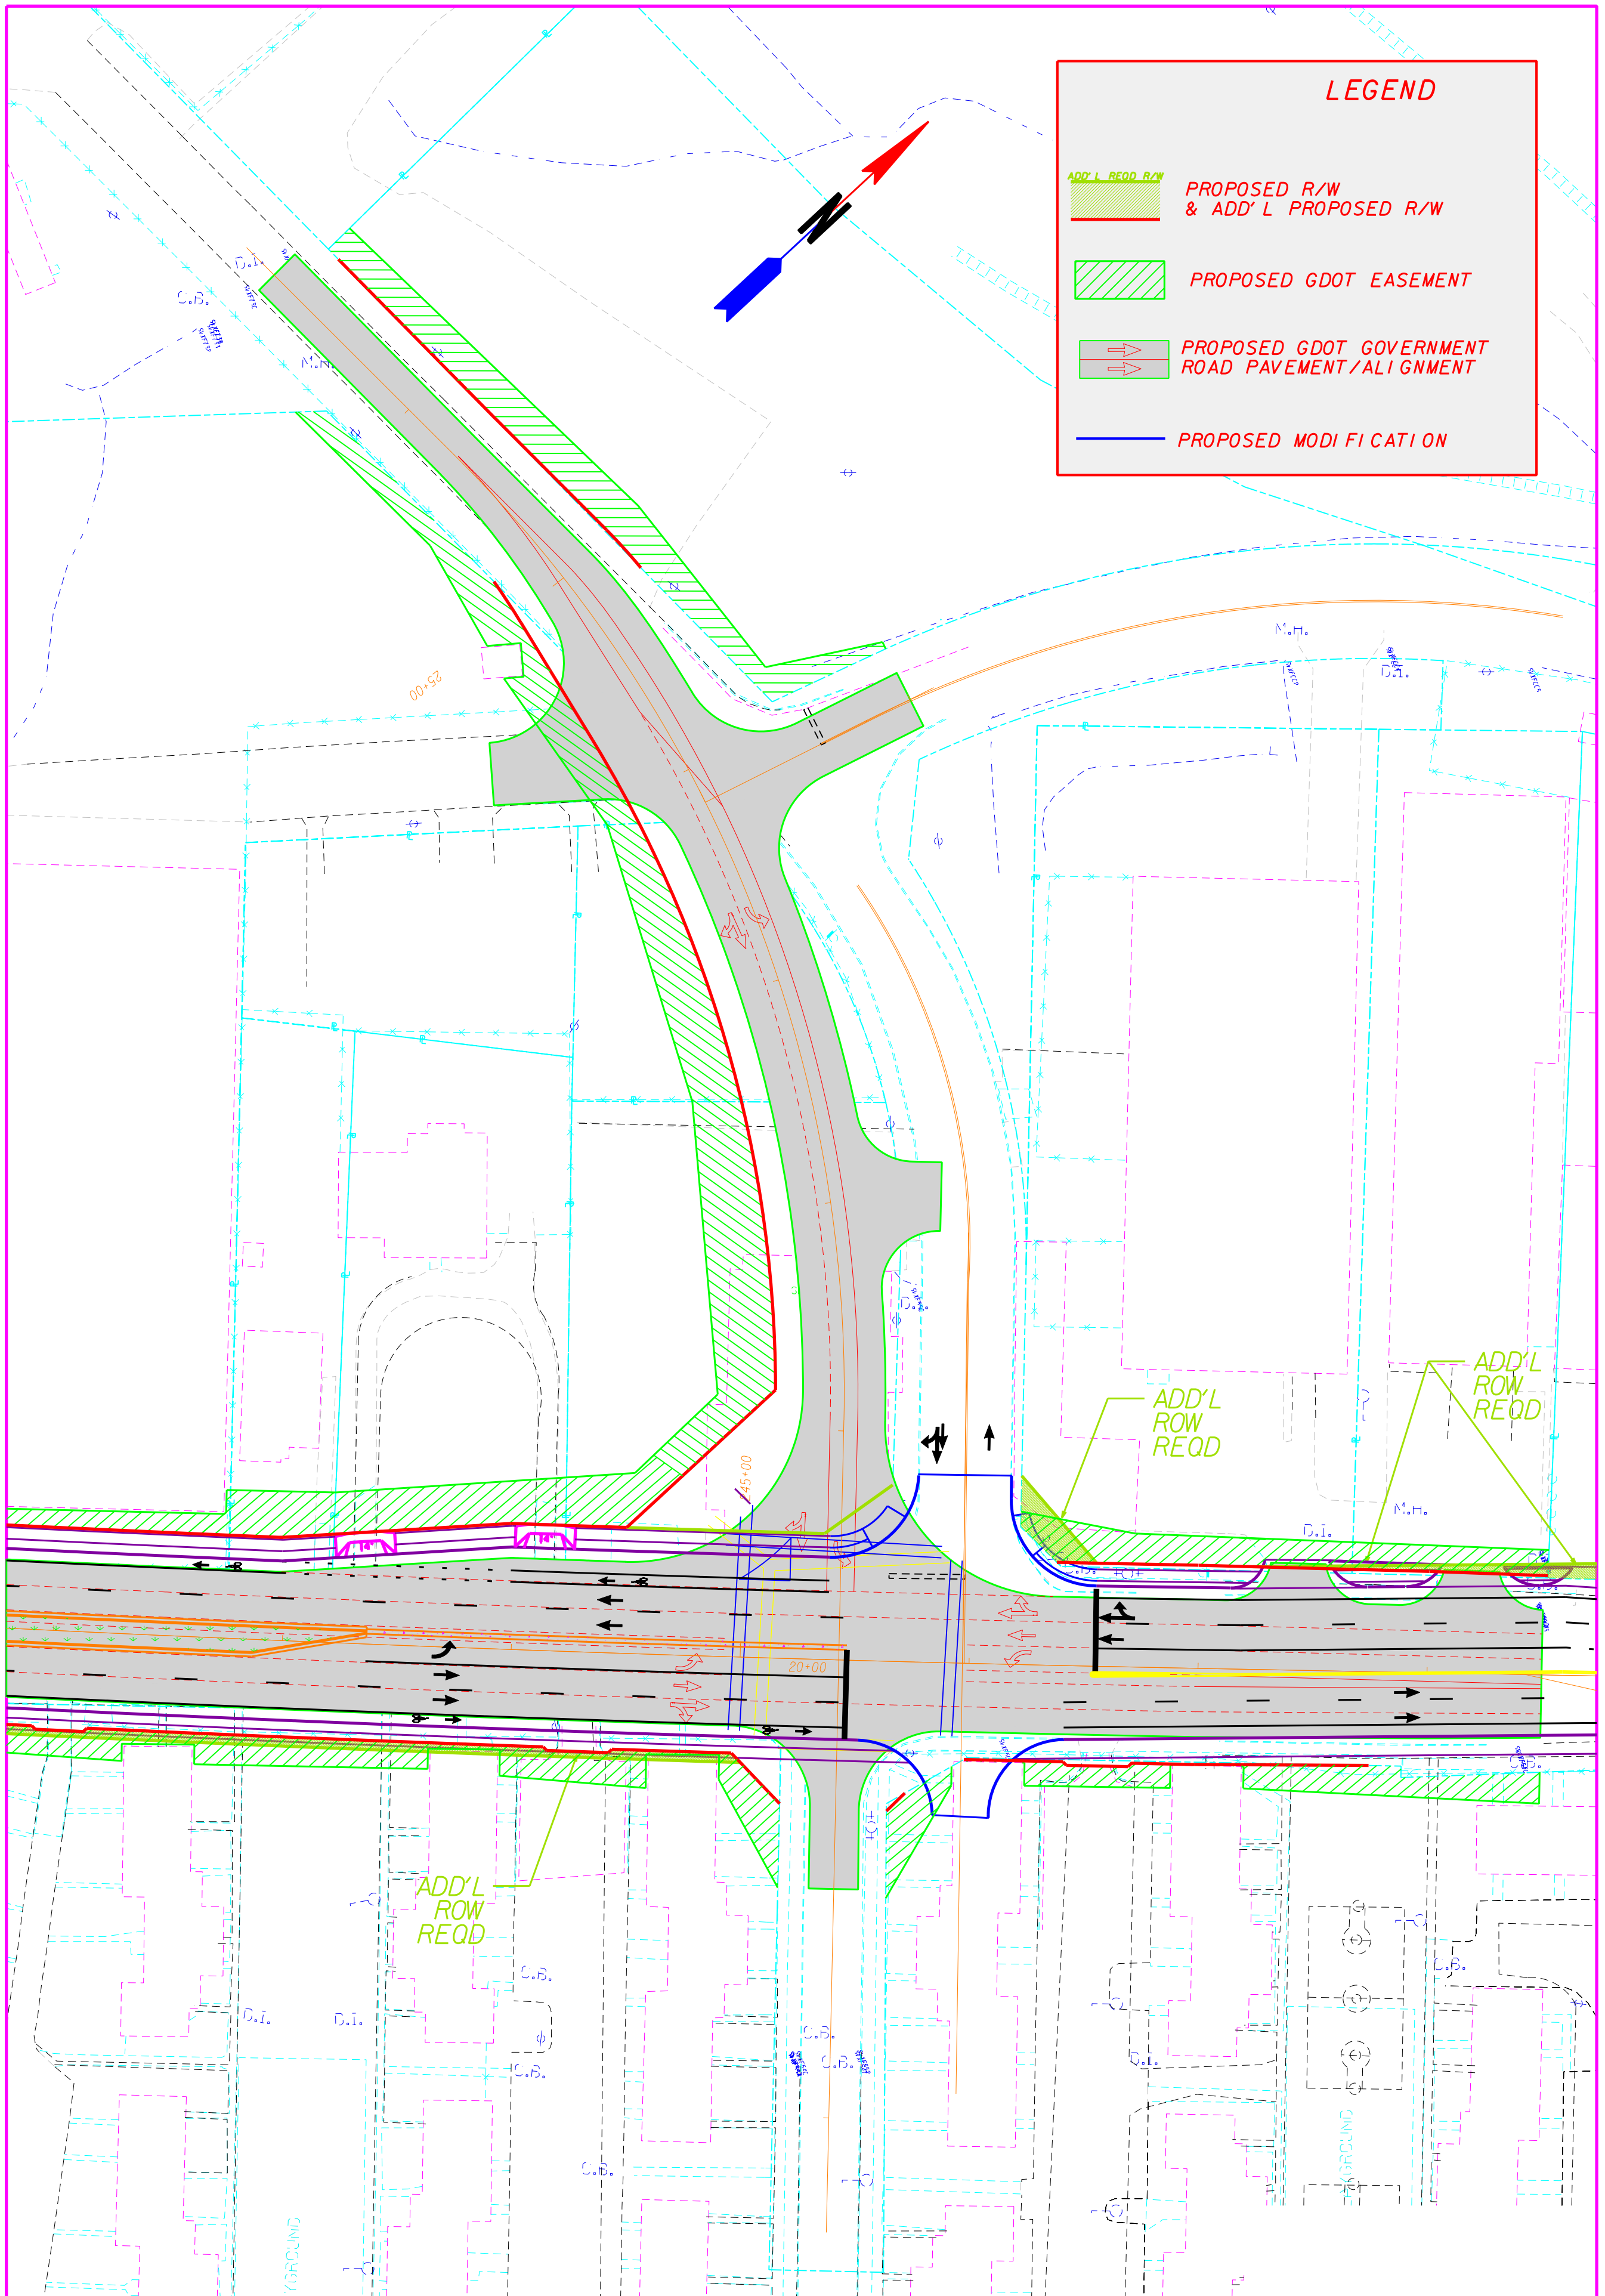 LEGEND
ADD'L REQD R/W
PROPOSED R/W
& ADD'L PROPOSED R/W
PROPOSED GDOT EASEMENT
PROPOSED GDOT GOVERNMENT
ROAD PAVEMENT/ALIGNMENT
PROPOSED MODIFICATION
D.I.
C.B.
M.H.
M.H.
D.I.
25+00
D.I.
ADD'L
ROW
REQD
ADD'L
ROW
REQD
145+00
M.H.
D.I.
C.B.
20+00
C.B.
ADD'L
ROW
REQD
C.B.
C.B.
D.I.
D.I.
C.B.
C.B.
C.B.
D.I.
C.B.